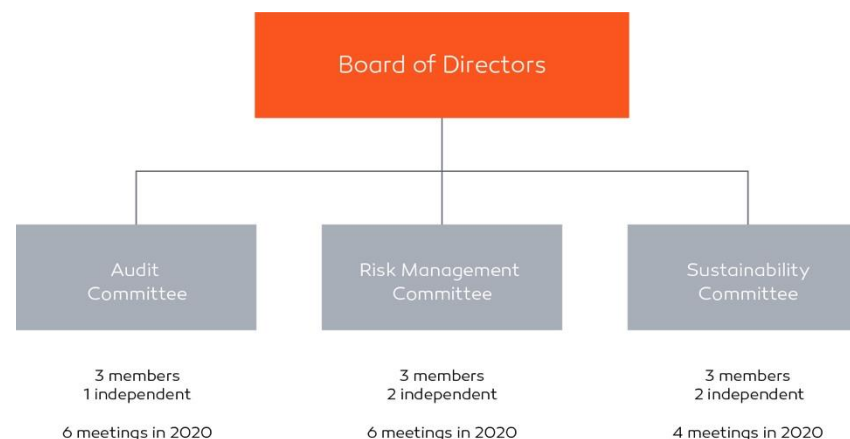 Board of Directors
Audit
Committee
Risk Management
Committee
Sustainability
Committee
3 members
1 independent
6 meetings in 2020
3 members
2 independent
6 meetings in 2020
3 members
2 independent
4 meetings in 2020